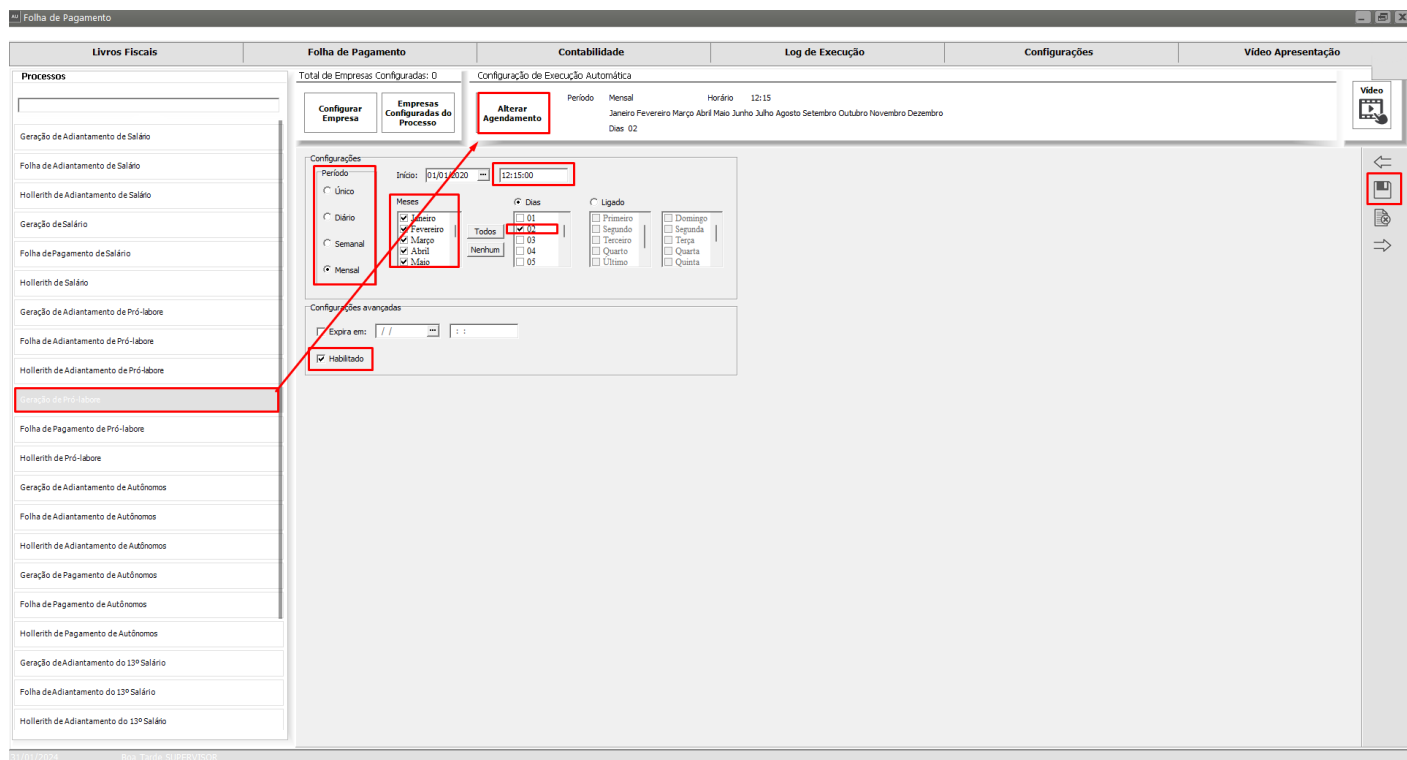 AU Folha de Pagamento
Livros Fiscais
Folha de Pagamento
Contabilidade
Log de Execução
Configurações
Vídeo Apresentação
Processos
Geração de Adiantamento de Salário
Folha de Adiantamento de Salário
Hollerith de Adiantamento de Salário
Geração de Salário
Folha de Pagamento de Salário
Hollerith de Salário
Geração de Adiantamento de Pró-labore
Folha de Adiantamento de Pró-labore
Hollerith de Adiantamento de Pró-labore
Geração de Pró-labore
Folha de Pagamento de Pró-labore
Hollerith de Pró-labore
Geração de Adiantamento de Autônomos
Folha de Adiantamento de Autônomos
Hollerith de Adiantamento de Autônomos
Geração de Pagamento de Autônomos
Folha de Pagamento de Autônomos
Hollerith de Pagamento de Autônomos
Geração de Adiantamento do 13º Salário
Folha de Adiantamento do 13º Salário
Hollerith de Adiantamento do 13º Salário
Total de Empresas Configuradas: 0
Configurar
Empresa
Empresas
Configuradas do
Processo
Configuração de Execução Automática
Alterar
Agendamento
Período Mensal Horário 12:15
Janeiro Fevereiro Março Abril Maio Junho Julho Agosto Setembro Outubro Novembro Dezembro
Dias 02
Vídeo
Configurações
Período
Único
Diário
Semanal
Mensal
Início: 01/01/2020 ... 12:15:00
Meses
Janeiro
Fevereiro
Março
Abril
Maio
Todos
Nenhum
Dias
01
02
03
04
05
Ligado
Primeiro
Segundo
Terceiro
Quarto
Último
Domingo
Segunda
Terça
Quarta
Quinta
Configurações avançadas
Expira em: / / ... : :
Habilitado
31/01/2024 Boa Tarde SUPERVISOR